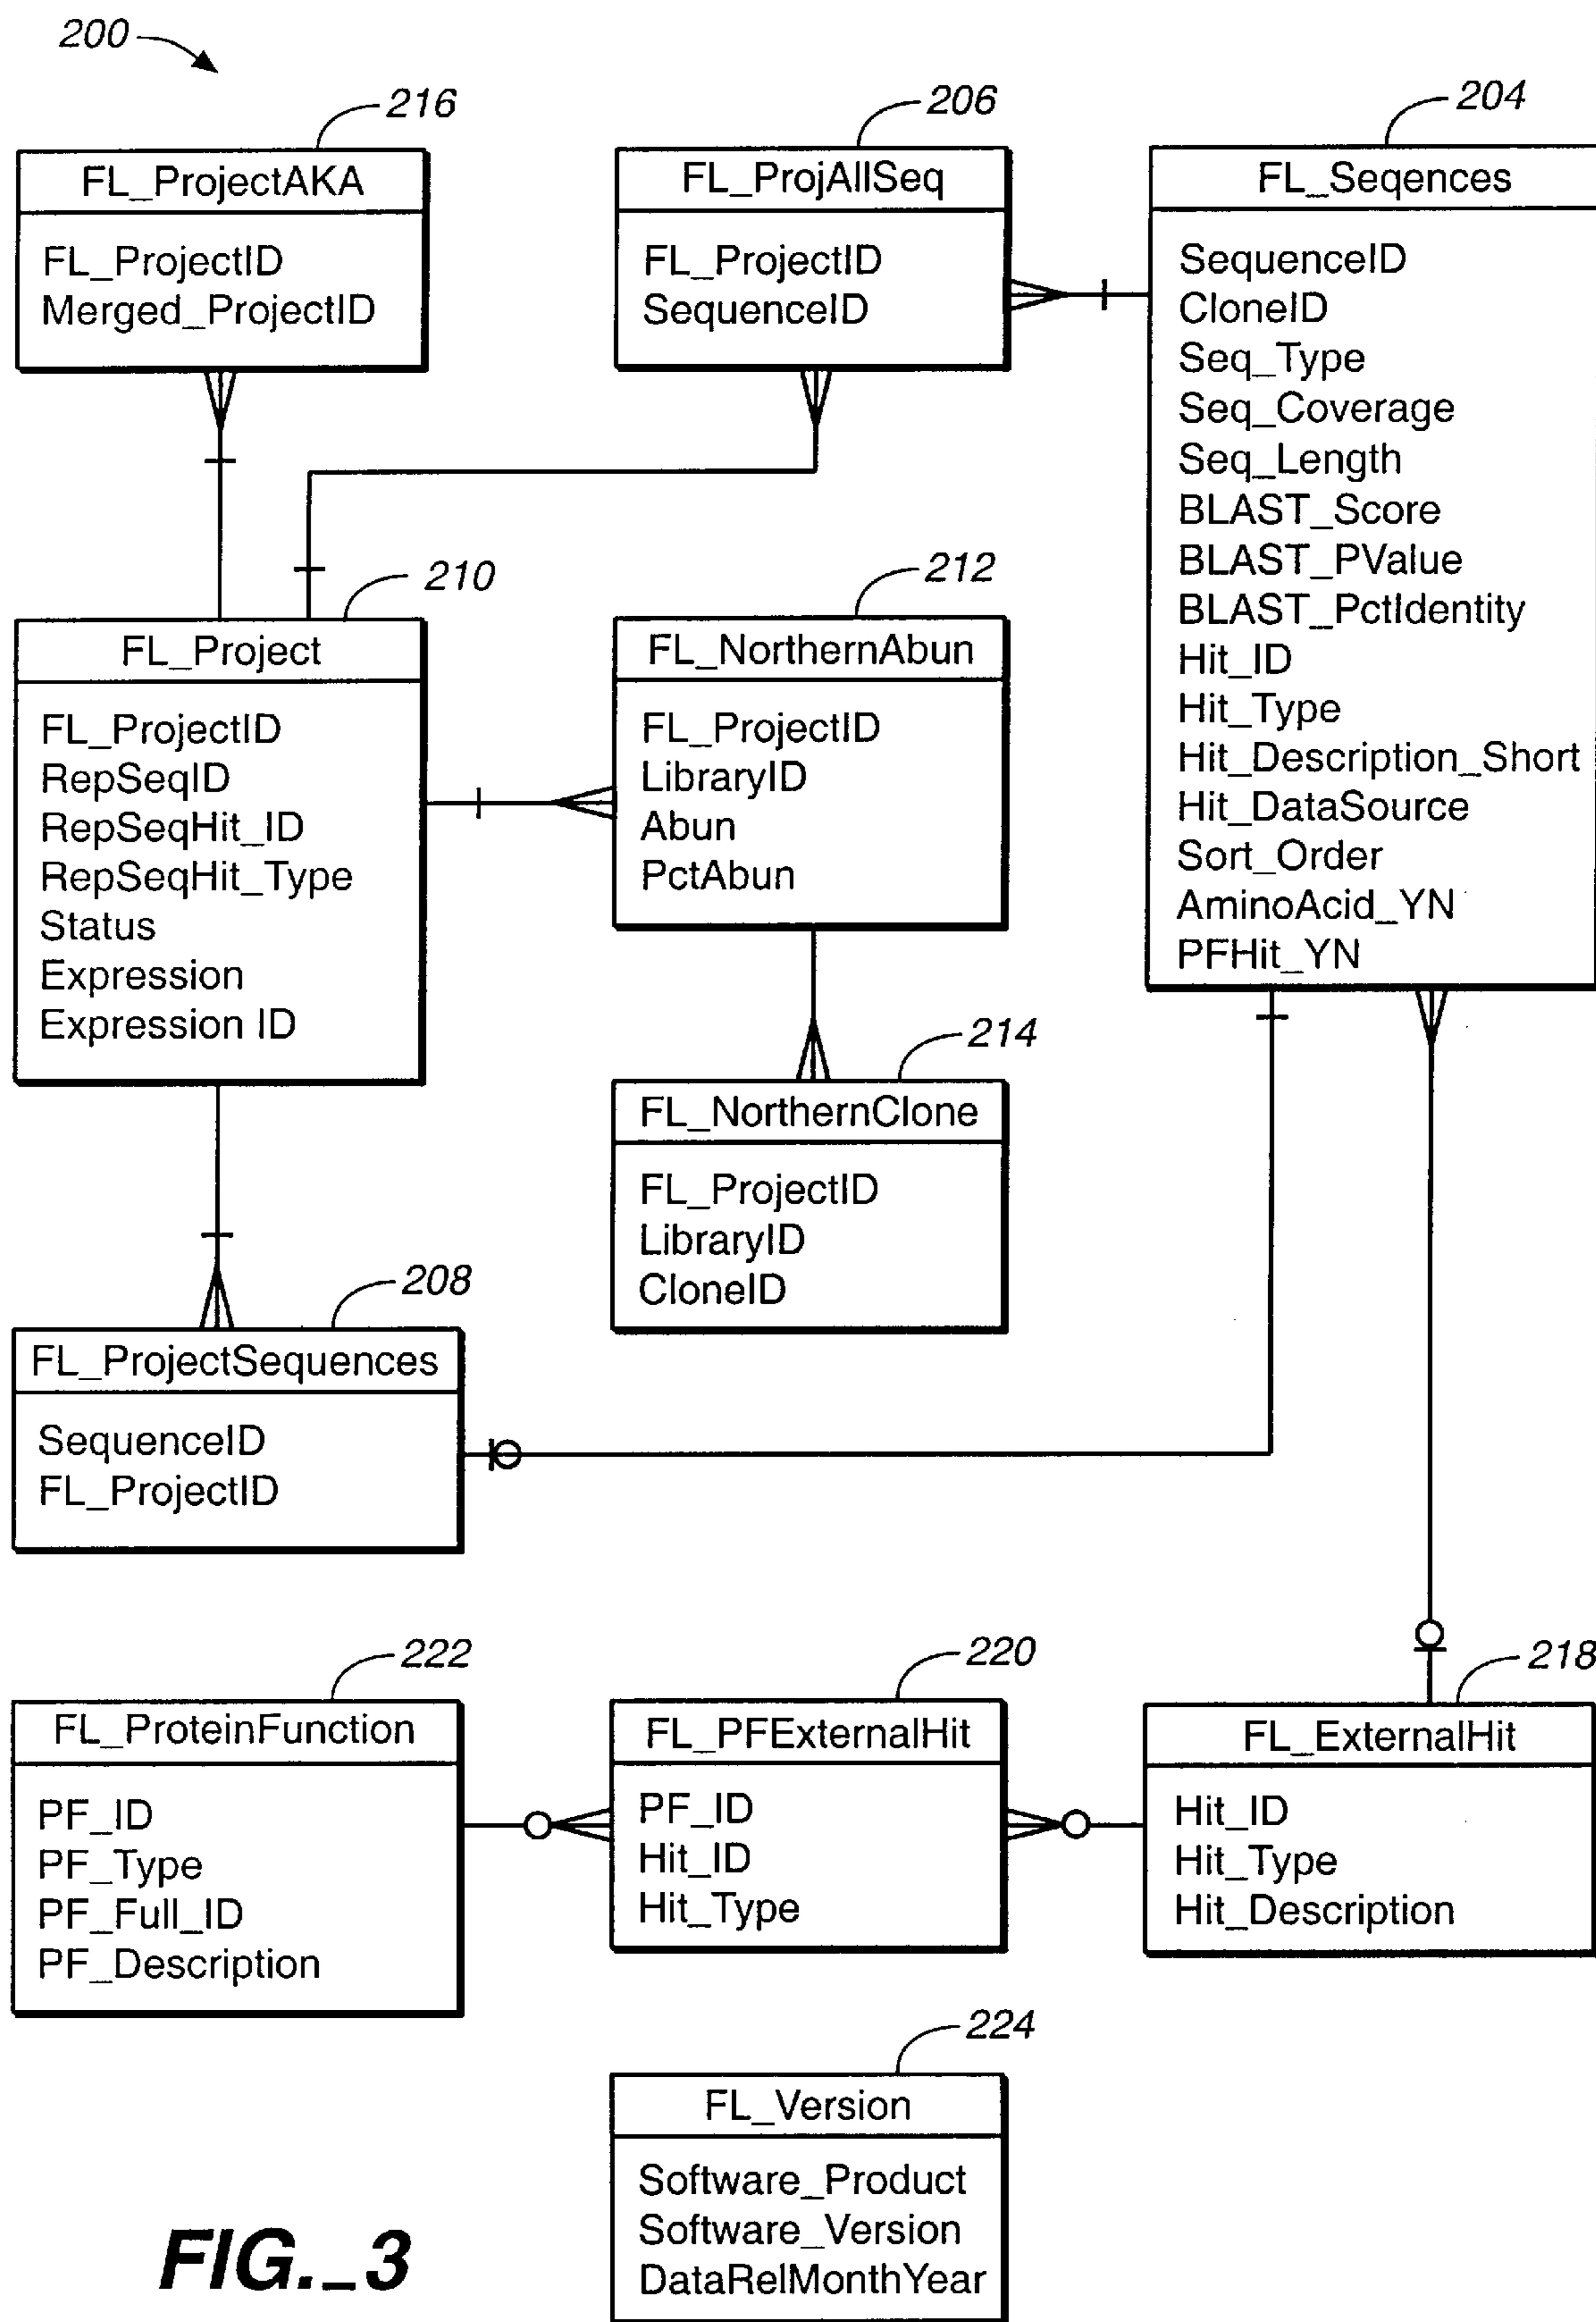 200
216
FL_ProjectAKA
FL_ProjectID
Merged_ProjectID
206
FL_ProjAllSeq
FL_ProjectID
SequenceID
204
FL_Seqences
SequenceID
CloneID
Seq_Type
Seq_Coverage
Seq_Length
BLAST_Score
BLAST_PValue
BLAST_PctIdentity
Hit_ID
Hit_Type
Hit_Description_Short
Hit_DataSource
Sort_Order
AminoAcid_YN
PFHit_YN
210
FL_Project
FL_ProjectID
RepSeqID
RepSeqHit_ID
RepSeqHit_Type
Status
Expression
Expression ID
212
FL_NorthernAbun
FL_ProjectID
LibraryID
Abun
PctAbun
214
FL_NorthernClone
FL_ProjectID
LibraryID
CloneID
208
FL_ProjectSequences
SequenceID
FL_ProjectID
222
FL_ProteinFunction
PF_ID
PF_Type
PF_Full_ID
PF_Description
220
FL_PFExternalHit
PF_ID
Hit_ID
Hit_Type
218
FL_ExternalHit
Hit_ID
Hit_Type
Hit_Description
224
FL_Version
Software_Product
Software_Version
DataRelMonthYear
FIG._3